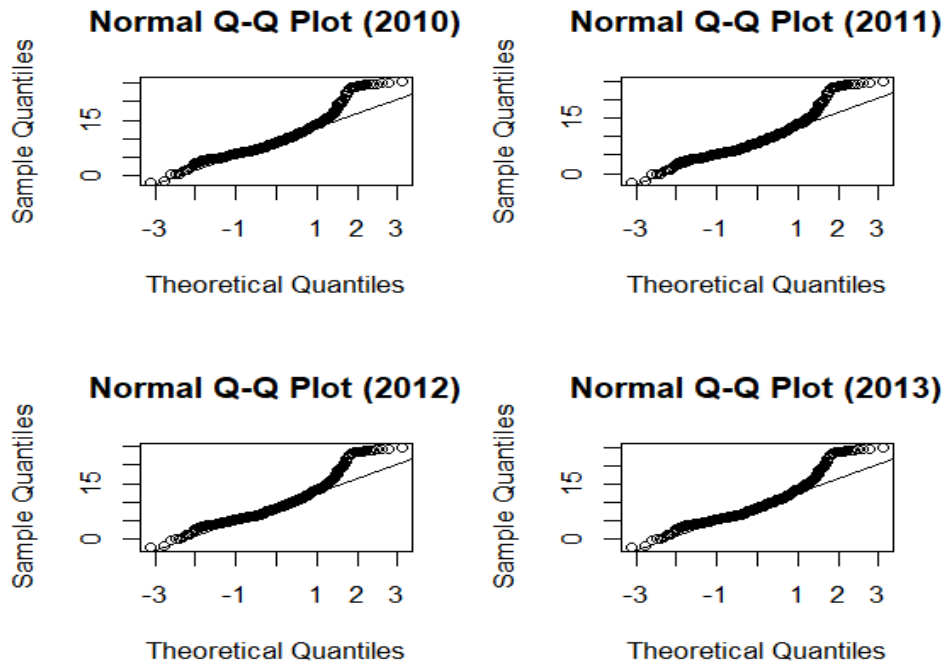 Normal Q-Q Plot (2010)
Sample Quantiles
0 15
-3 -1 1 2 3
Theoretical Quantiles
Normal Q-Q Plot (2011)
Sample Quantiles
0 15
-3 -1 1 2 3
Theoretical Quantiles
Normal Q-Q Plot (2012)
Sample Quantiles
0 15
-3 -1 1 2 3
Theoretical Quantiles
Normal Q-Q Plot (2013)
Sample Quantiles
0 15
-3 -1 1 2 3
Theoretical Quantiles